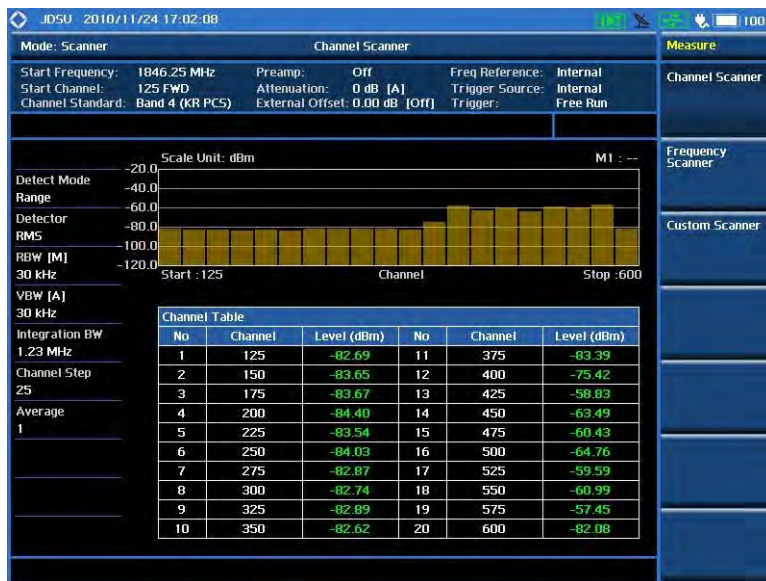 JDSU 2010/11/24 17:02:08
INT
100
Mode: Scanner
Channel Scanner
Start Frequency: 1846.25 MHz
Start Channel: 125 FWD
Channel Standard: Band 4 (KR PCS)
Preamp: Off
Attenuation: 0 dB [A]
External Offset: 0.00 dB [Off]
Freq Reference: Internal
Trigger Source: Internal
Trigger: Free Run
Detect Mode
Range
Detector
RMS
RBW [M]
30 kHz
VBW [A]
30 kHz
Integration BW
1.23 MHz
Channel Step
25
Average
1
Scale Unit: dBm
M1 : --
-20.0
-40.0
-60.0
-80.0
-100.0
-120.0
Start :125 Channel Stop :600
Channel Table
No Channel Level (dBm) No Channel Level (dBm)
1 125 -82.69 11 375 -83.39
2 150 -83.65 12 400 -75.42
3 175 -83.67 13 425 -58.83
4 200 -84.40 14 450 -63.49
5 225 -83.54 15 475 -60.43
6 250 -84.03 16 500 -64.76
7 275 -82.87 17 525 -59.59
8 300 -82.74 18 550 -60.99
9 325 -82.89 19 575 -57.45
10 350 -82.62 20 600 -82.08
Measure
Channel Scanner
Frequency
Scanner
Custom Scanner